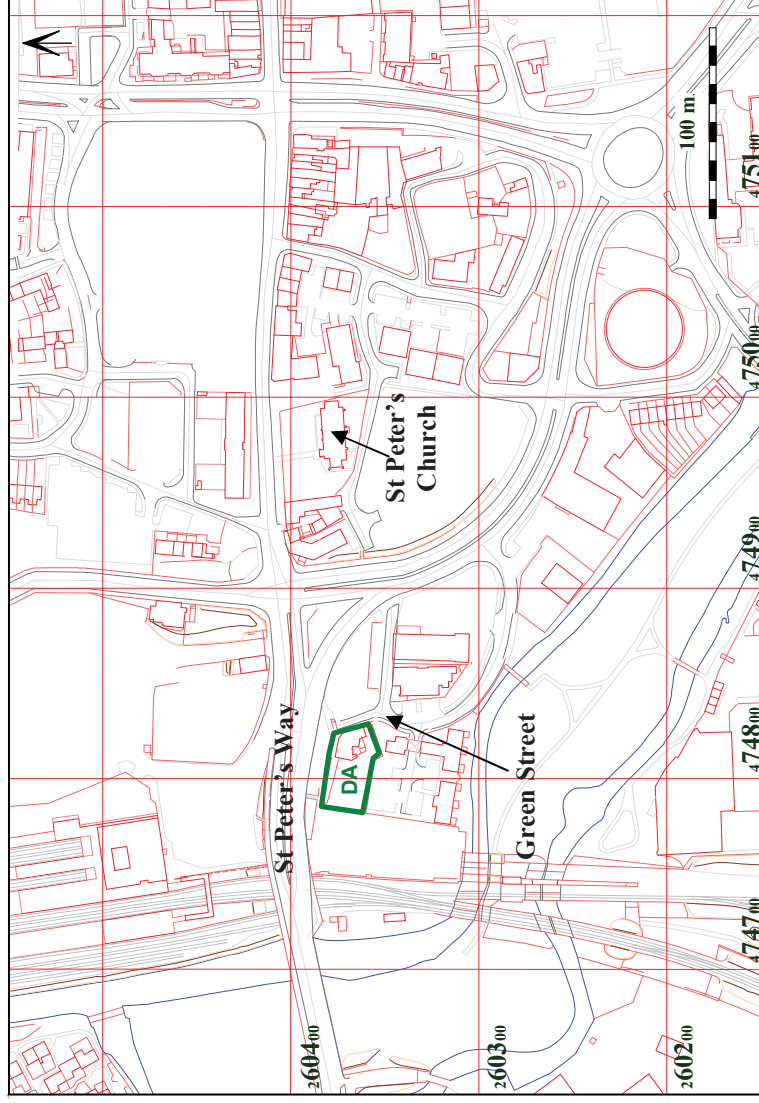 St Peter's Way
DA
Green Street
St Peter's
Church
100 m.
260400
260300
260200
474700
474800
474900
475000
475100